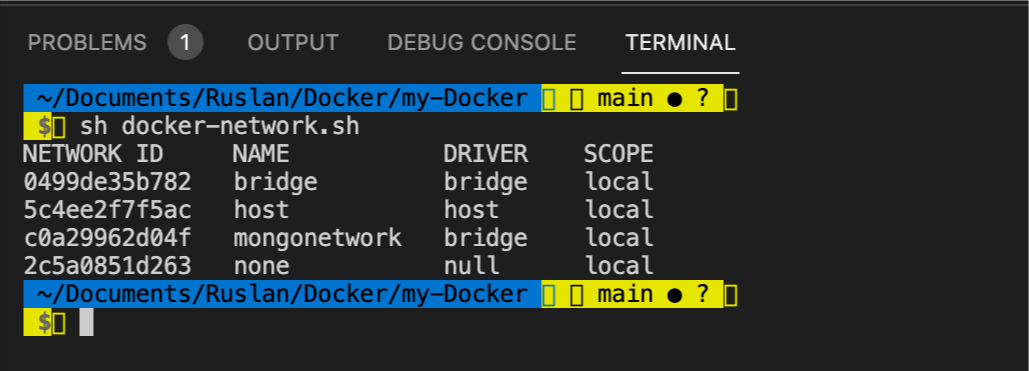 PROBLEMS 1 OUTPUT DEBUG CONSOLE TERMINAL
~/Documents/Ruslan/Docker/my-Docker ▯ ▯ main ● ? ▯
$▯ sh docker-network.sh
NETWORK ID NAME DRIVER SCOPE
0499de35b782 bridge bridge local
5c4ee2f7f5ac host host local
c0a29962d04f mongonetwork bridge local
2c5a0851d263 none null local
~/Documents/Ruslan/Docker/my-Docker ▯ ▯ main ● ? ▯
$▯